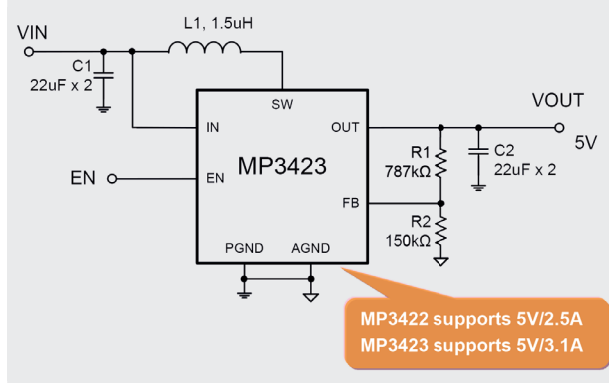 L1, 1.5uH
VIN
C1
22uF x 2
SW
IN
OUT
VOUT
5V
MP3423
R1
787kΩ
C2
22uF x 2
EN
EN
FB
R2
150kΩ
PGND
AGND
MP3422 supports 5V/2.5A
MP3423 supports 5V/3.1A